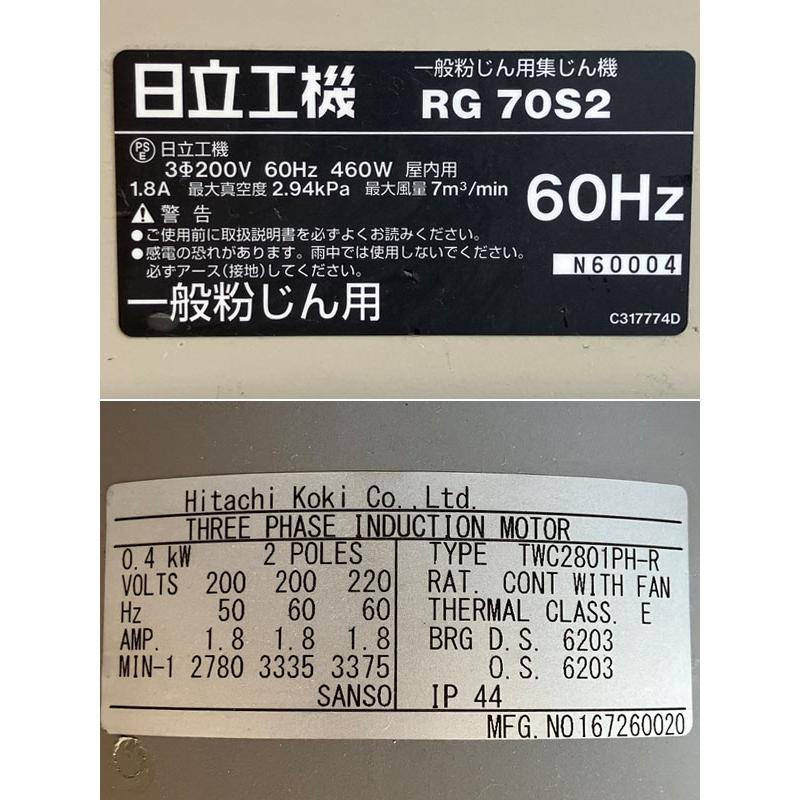 日立工機
一般粉じん用集じん機
RG 70S2
PS E 日立工機
3Φ200V 60Hz 460W 屋内用
1.8A 最大真空度 2.94kPa 最大風量 7m³/min
60Hz
⚠ 警告
●ご使用前に取扱説明書を必ずよくお読みください。
●感電の恐れがあります。雨中では使用しないでください。
必ずアース(接地)してください。
N60004
一般粉じん用
C317774D
Hitachi Koki Co.,Ltd.
THREE PHASE INDUCTION MOTOR
0.4 kW 2 POLES
VOLTS 200 200 220
Hz 50 60 60
AMP. 1.8 1.8 1.8
MIN-1 2780 3335 3375
SANSO
TYPE TWC2801PH-R
RAT. CONT WITH FAN
THERMAL CLASS. E
BRG D.S. 6203
O.S. 6203
IP 44
MFG. NO167260020